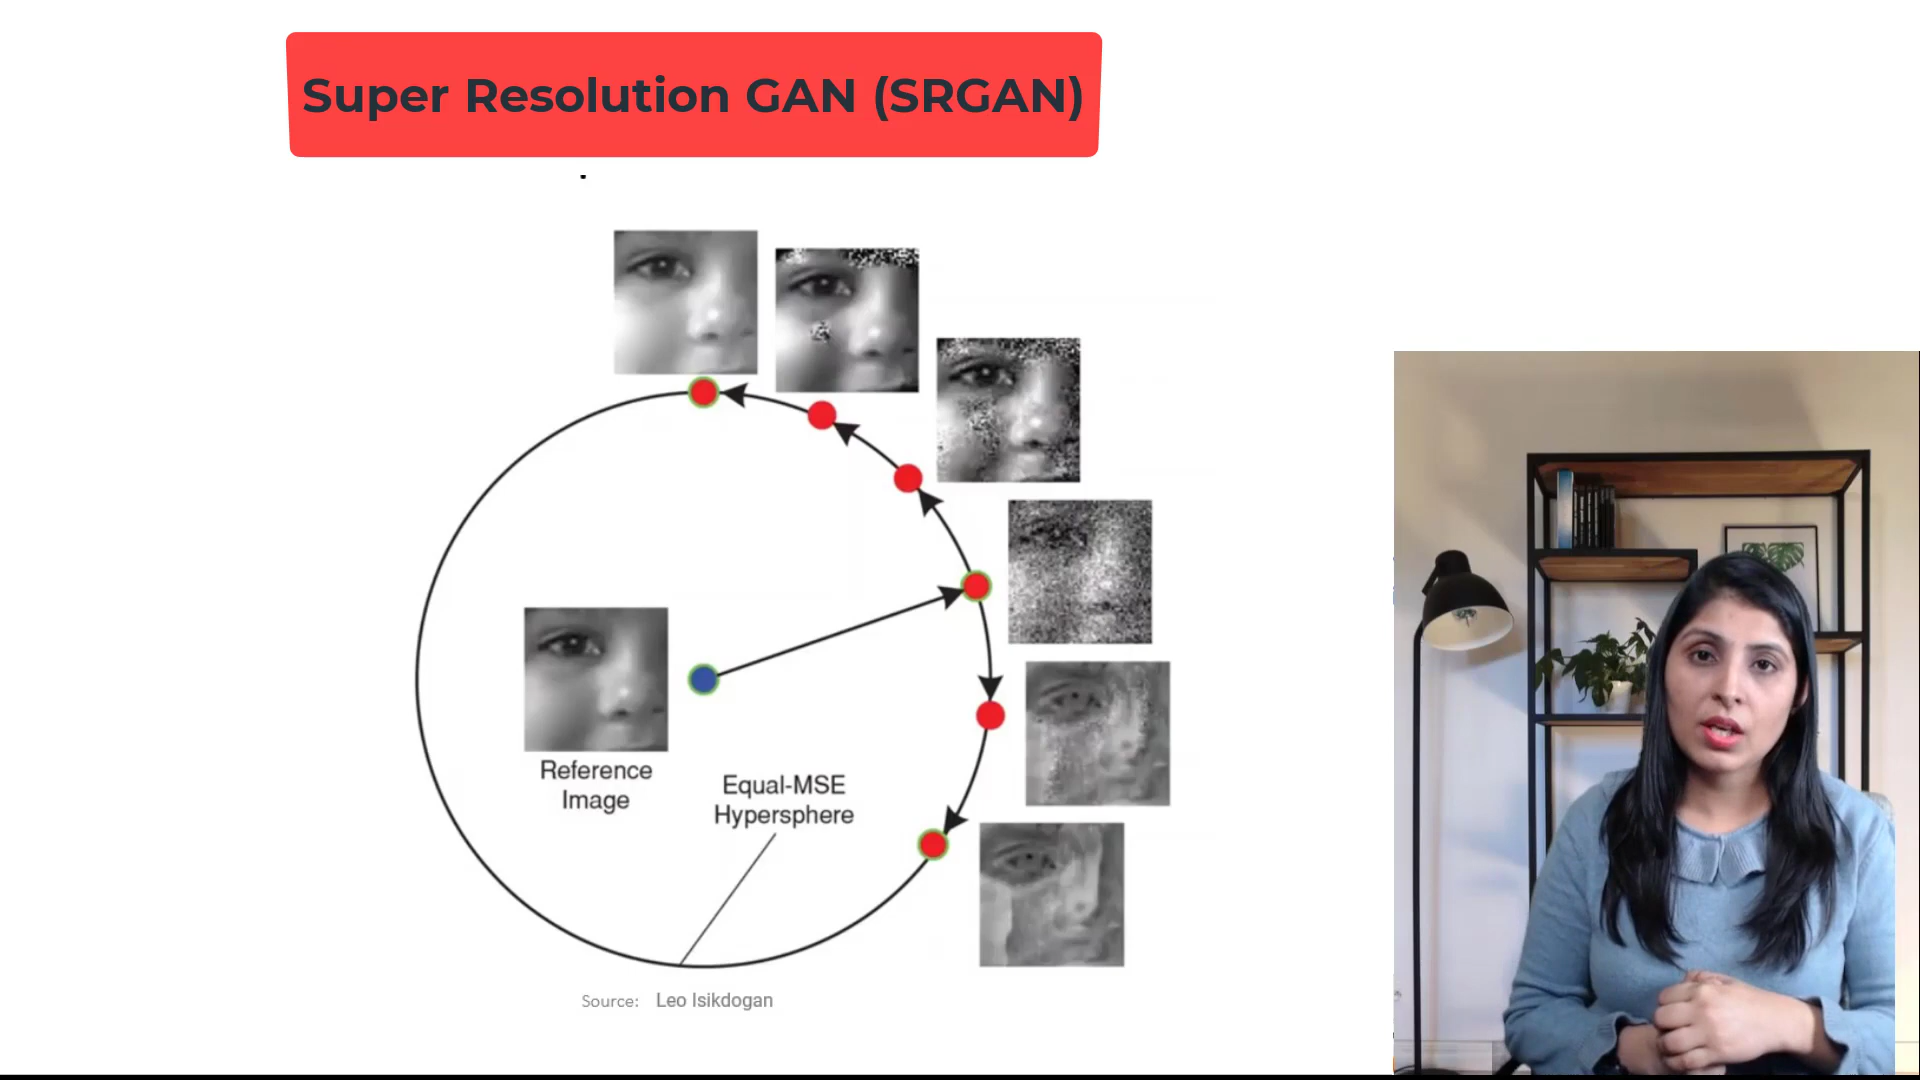 Super Resolution GAN (SRGAN)
Reference
Image
Equal-MSE
Hypersphere
Source: Leo Isikdogan